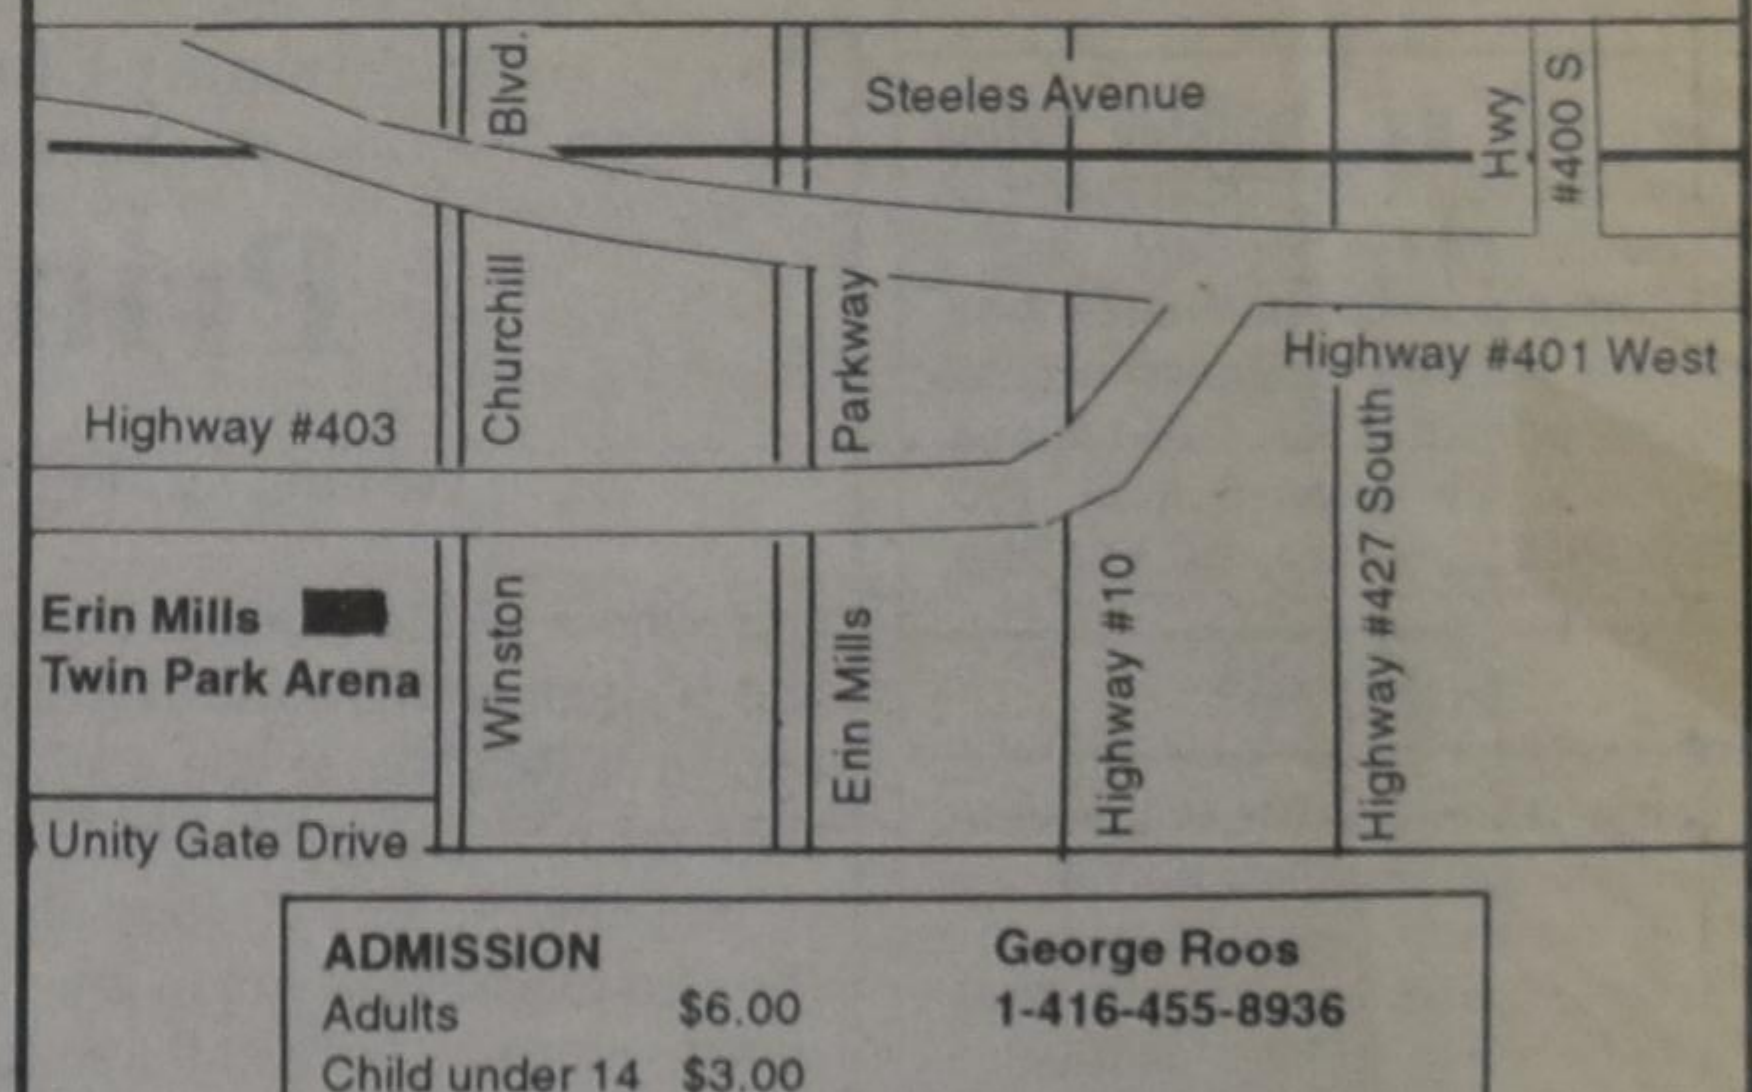 Blvd.
Steeles Avenue
Hwy
#400 S
Churchill
Parkway
Highway #401 West
Highway #403
Highway #427 South
Erin Mills
Twin Park Arena
Winston
Erin Mills
Highway #10
Unity Gate Drive
ADMISSION George Roos
Adults $6.00 1-416-455-8936
Child under 14 $3.00